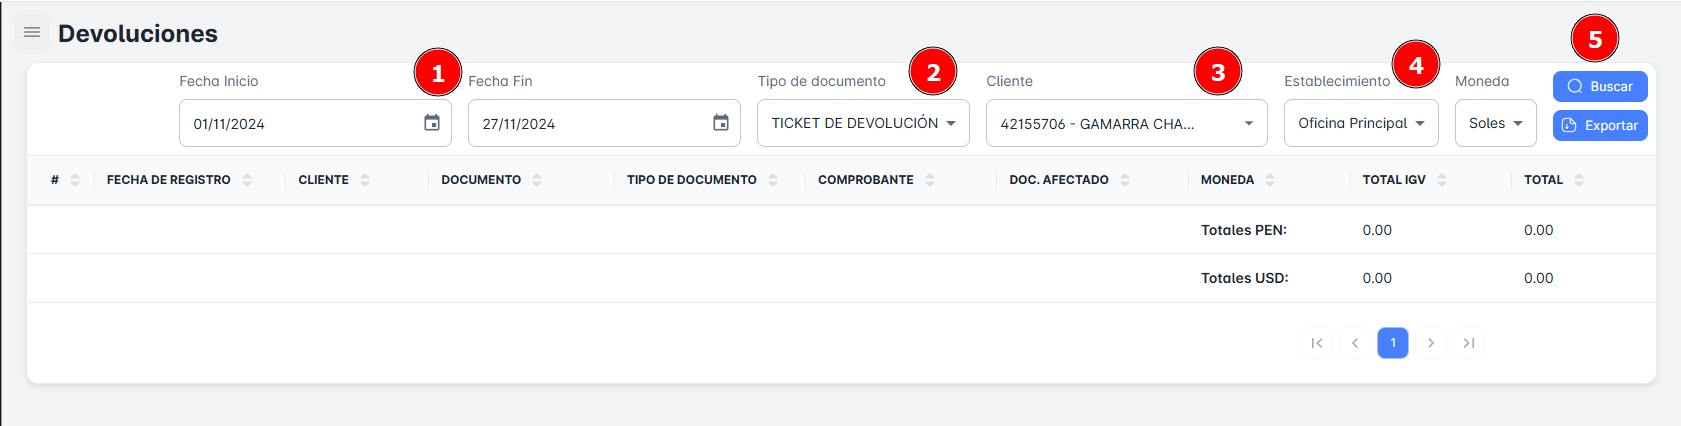 Devoluciones
1 2 3 4 5
Fecha Inicio Fecha Fin Tipo de documento Cliente Establecimiento Moneda
01/11/2024 27/11/2024 TICKET DE DEVOLUCIÓN 42155706 - GAMARRA CHA... Oficina Principal Soles
Buscar
Exportar
# FECHA DE REGISTRO CLIENTE DOCUMENTO TIPO DE DOCUMENTO COMPROBANTE DOC. AFECTADO MONEDA TOTAL IGV TOTAL
Totales PEN: 0.00 0.00
Totales USD: 0.00 0.00
1